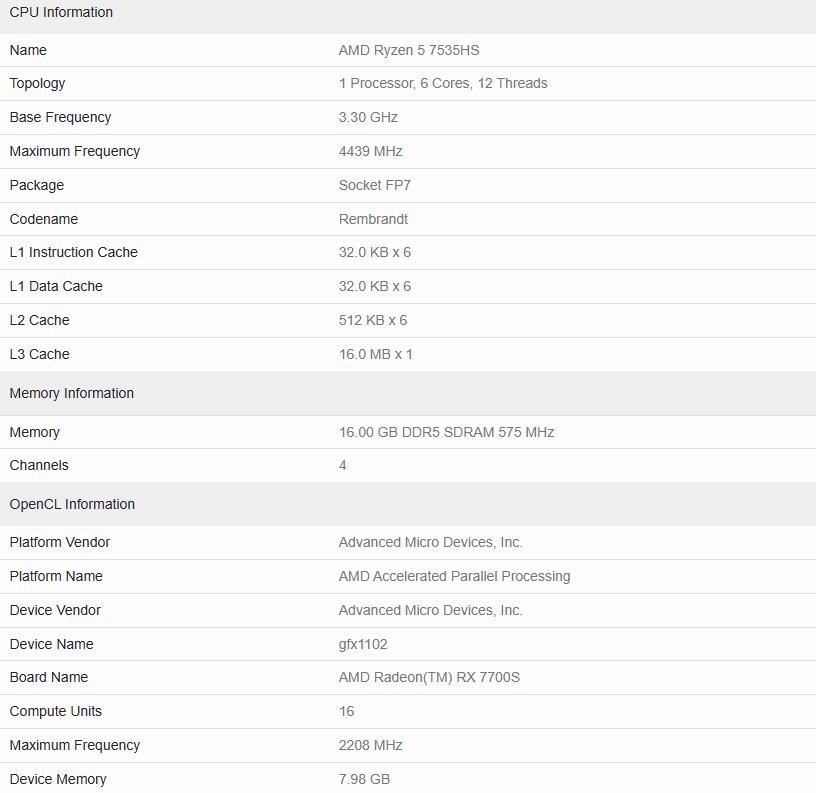 CPU Information
Name AMD Ryzen 5 7535HS
Topology 1 Processor, 6 Cores, 12 Threads
Base Frequency 3.30 GHz
Maximum Frequency 4439 MHz
Package Socket FP7
Codename Rembrandt
L1 Instruction Cache 32.0 KB x 6
L1 Data Cache 32.0 KB x 6
L2 Cache 512 KB x 6
L3 Cache 16.0 MB x 1
Memory Information
Memory 16.00 GB DDR5 SDRAM 575 MHz
Channels 4
OpenCL Information
Platform Vendor Advanced Micro Devices, Inc.
Platform Name AMD Accelerated Parallel Processing
Device Vendor Advanced Micro Devices, Inc.
Device Name gfx1102
Board Name AMD Radeon(TM) RX 7700S
Compute Units 16
Maximum Frequency 2208 MHz
Device Memory 7.98 GB